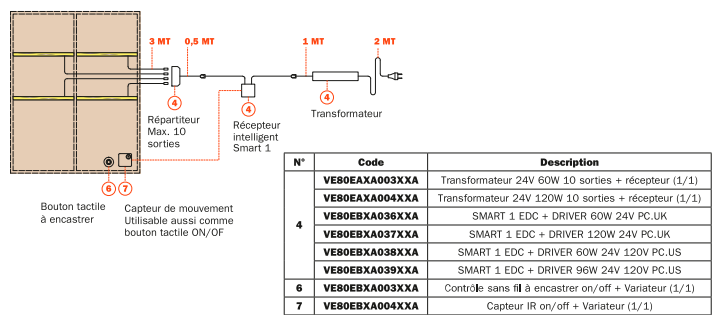 3 MT
0,5 MT
1 MT
2 MT
4
Répartiteur
Max. 10
sorties
4
Récepteur
intelligent
Smart 1
4
Transformateur
6
Bouton tactile
à encastrer
7
Capteur de mouvement
Utilisable aussi comme
bouton tactile ON/OF
N° Code Description
4
VE80EAXA003XXA Transformateur 24V 60W 10 sorties + récepteur (1/1)
VE80EAXA004XXA Transformateur 24V 120W 10 sorties + récepteur (1/1)
VE80EBXA036XXA SMART 1 EDC + DRIVER 60W 24V PC.UK
VE80EBXA037XXA SMART 1 EDC + DRIVER 120W 24V PC.UK
VE80EBXA038XXA SMART 1 EDC + DRIVER 60W 24V 120V PC.US
VE80EBXA039XXA SMART 1 EDC + DRIVER 96W 24V 120V PC.US
6 VE80EBXA003XXA Contrôle sans fil à encastrer on/off + Variateur (1/1)
7 VE80EBXA004XXA Capteur IR on/off + Variateur (1/1)